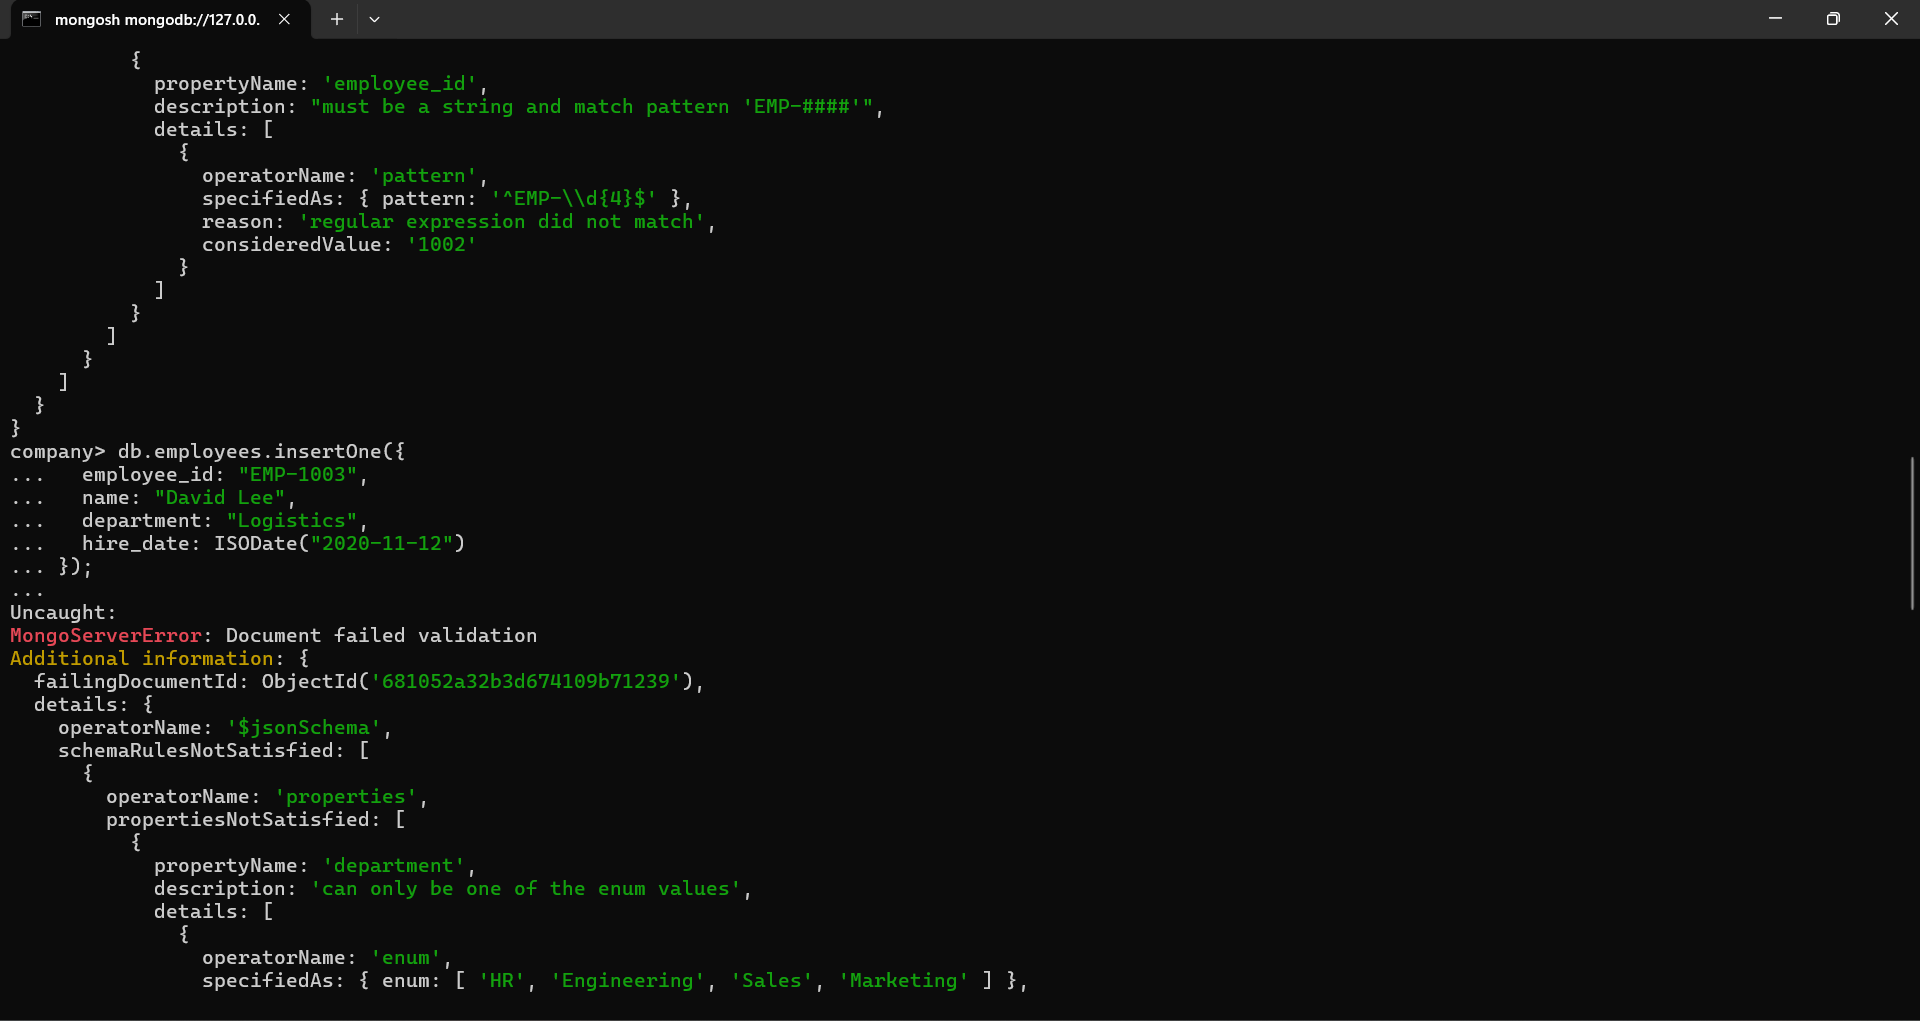 mongosh mongodb://127.0.0.
{
propertyName: 'employee_id',
description: "must be a string and match pattern 'EMP-####'",
details: [
{
operatorName: 'pattern',
specifiedAs: { pattern: '^EMP-\\d{4}$' },
reason: 'regular expression did not match',
consideredValue: '1002'
}
]
}
]
}
]
}
}
company> db.employees.insertOne({
...   employee_id: "EMP-1003",
...   name: "David Lee",
...   department: "Logistics",
...   hire_date: ISODate("2020-11-12")
... });
...
Uncaught:
MongoServerError: Document failed validation
Additional information: {
failingDocumentId: ObjectId('681052a32b3d674109b71239'),
details: {
operatorName: '$jsonSchema',
schemaRulesNotSatisfied: [
{
operatorName: 'properties',
propertiesNotSatisfied: [
{
propertyName: 'department',
description: 'can only be one of the enum values',
details: [
{
operatorName: 'enum',
specifiedAs: { enum: [ 'HR', 'Engineering', 'Sales', 'Marketing' ] },